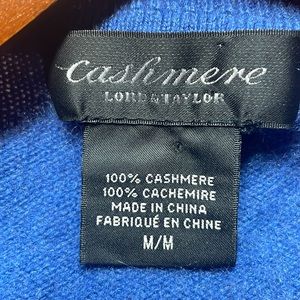 Cashmere
LORD & TAYLOR
100% CASHMERE
100% CACHEMIRE
MADE IN CHINA
FABRIQUÉ EN CHINE
M/M